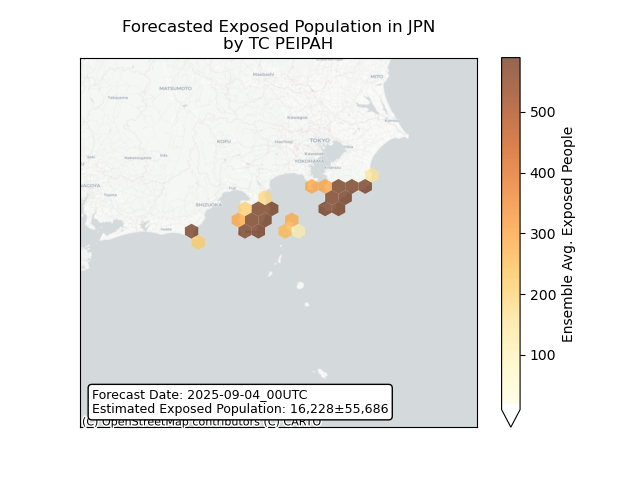 Forecasted Exposed Population in JPN
by TC PEIPAH
MITO
MATSUMOTO
KOFU
TOKYO
YOKOHAMA
SHIZUOKA
500
400
300
200
100
Ensemble Avg. Exposed People
Forecast Date: 2025-09-04_00UTC
Estimated Exposed Population: 16,228±55,686
(C) OpenStreetMap contributors (C) CARTO